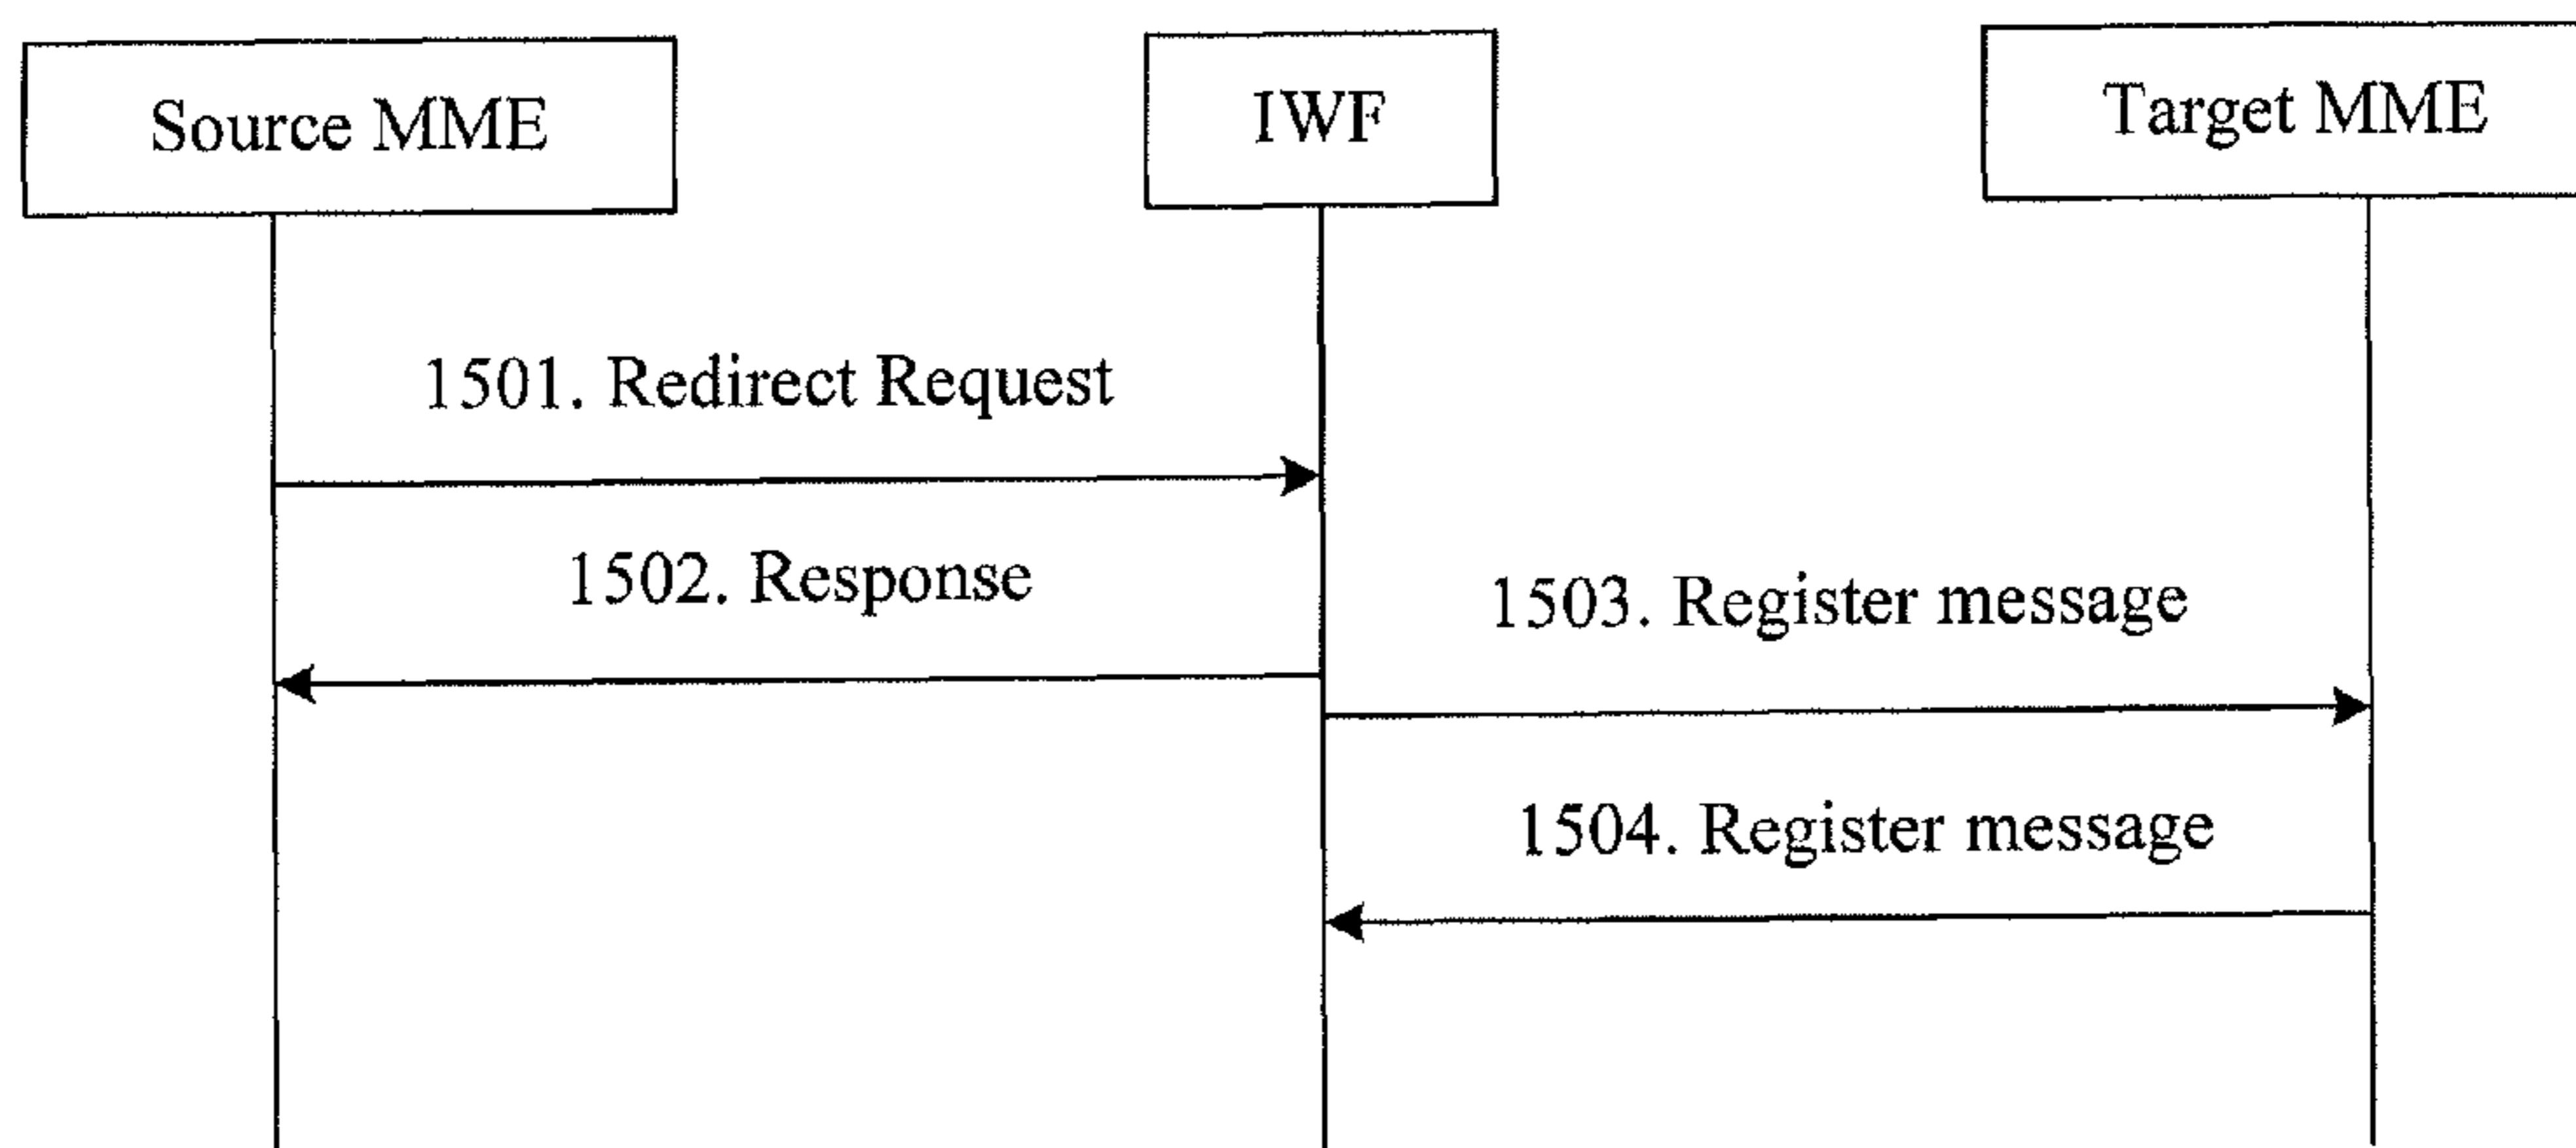 Source MME
IWF
Target MME
1501. Redirect Request
1502. Response
1503. Register message
1504. Register message